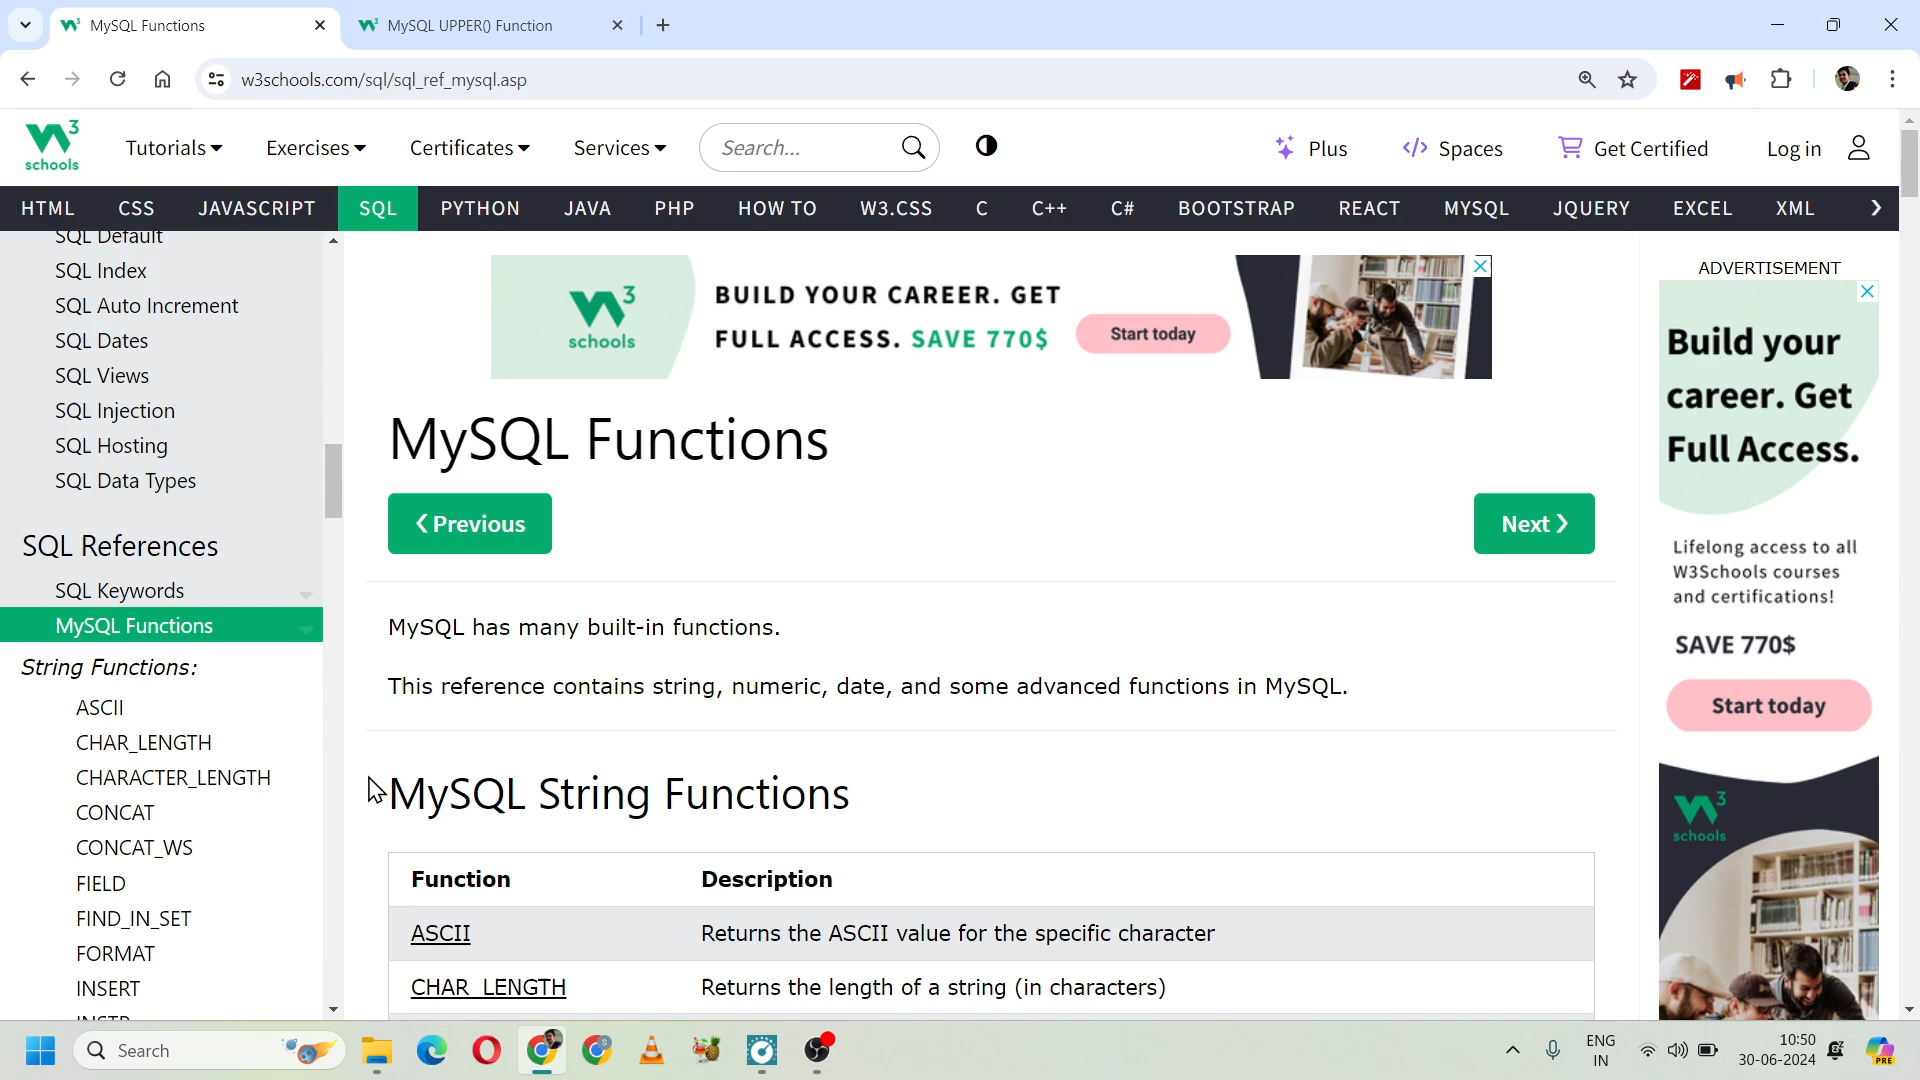 MySQL Functions
MySQL UPPER() Function
w3schools.com/sql/sql_ref_mysql.asp
3
schools
Tutorials
Exercises
Certificates
Services
Search...
Plus
Spaces
Get Certified
Log in
HTML
CSS
JAVASCRIPT
SQL
PYTHON
JAVA
PHP
HOW TO
W3.CSS
C
C++
C#
BOOTSTRAP
REACT
MYSQL
JQUERY
EXCEL
XML
SQL Default
SQL Index
SQL Auto Increment
SQL Dates
SQL Views
SQL Injection
SQL Hosting
SQL Data Types
SQL References
SQL Keywords
MySQL Functions
String Functions:
ASCII
CHAR_LENGTH
CHARACTER_LENGTH
CONCAT
CONCAT_WS
FIELD
FIND_IN_SET
FORMAT
INSERT
INSTR
3
schools
BUILD YOUR CAREER. GET
FULL ACCESS. SAVE 770$
Start today
MySQL Functions
❮ Previous
Next ❯
MySQL has many built-in functions.
This reference contains string, numeric, date, and some advanced functions in MySQL.
MySQL String Functions
Function Description
ASCII Returns the ASCII value for the specific character
CHAR_LENGTH Returns the length of a string (in characters)
ADVERTISEMENT
Build your
career. Get
Full Access.
Lifelong access to all
W3Schools courses
and certifications!
SAVE 770$
Start today
3
schools
Search
ENG
IN
10:50
30-06-2024
PRE